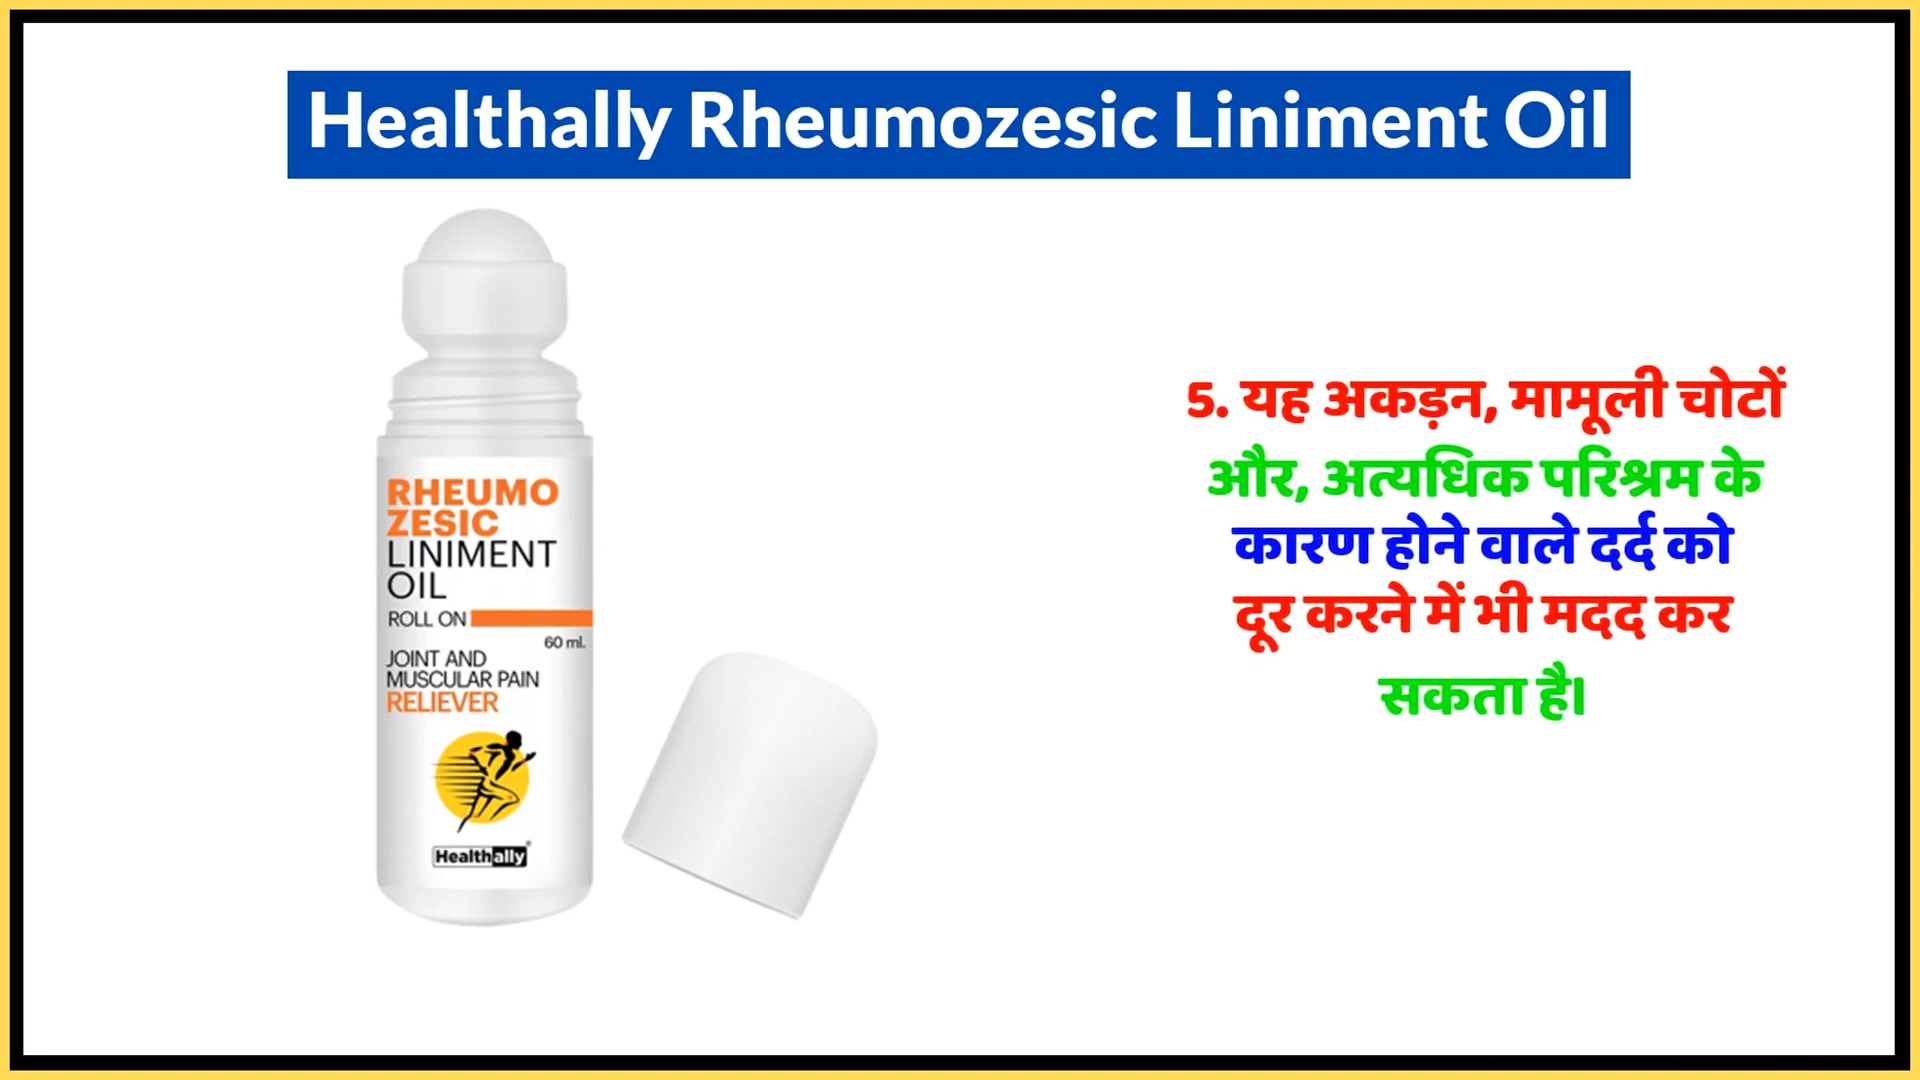 Healthally Rheumozesic Liniment Oil
RHEUMO
ZESIC
LINIMENT
OIL
ROLL ON
60 ml.
JOINT AND
MUSCULAR PAIN
RELIEVER
Healthally
5. यह अकड़न, मामूली चोटों
और, अत्यधिक परिश्रम के
कारण होने वाले दर्द को
दूर करने में भी मदद कर
सकता है।